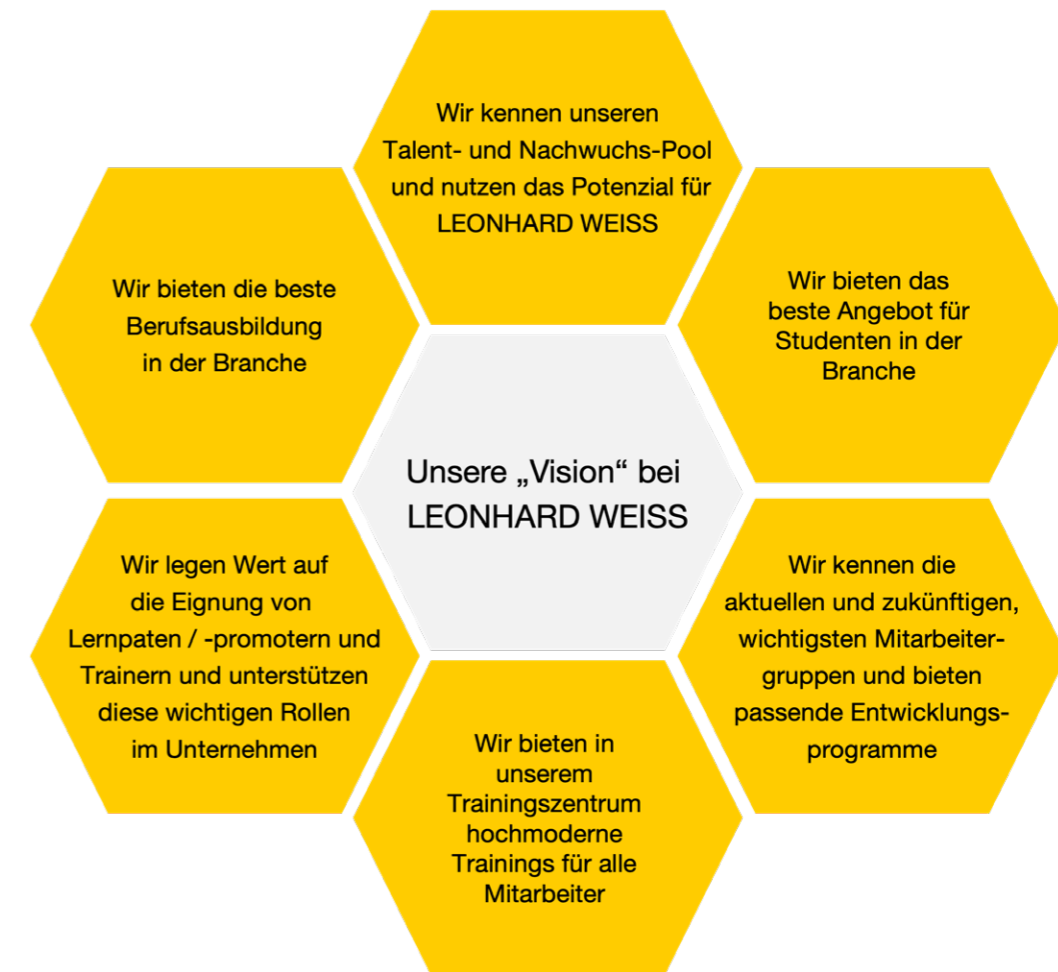 Wir kennen unseren
Talent- und Nachwuchs-Pool
und nutzen das Potenzial für
LEONHARD WEISS
Wir bieten die beste
Berufsausbildung
in der Branche
Wir bieten das
beste Angebot für
Studenten in der
Branche
Unsere „Vision“ bei
LEONHARD WEISS
Wir legen Wert auf
die Eignung von
Lernpaten / -promotern und
Trainern und unterstützen
diese wichtigen Rollen
im Unternehmen
Wir kennen die
aktuellen und zukünftigen,
wichtigsten Mitarbeiter-
gruppen und bieten
passende Entwicklungs-
programme
Wir bieten in
unserem
Trainingszentrum
hochmoderne
Trainings für alle
Mitarbeiter